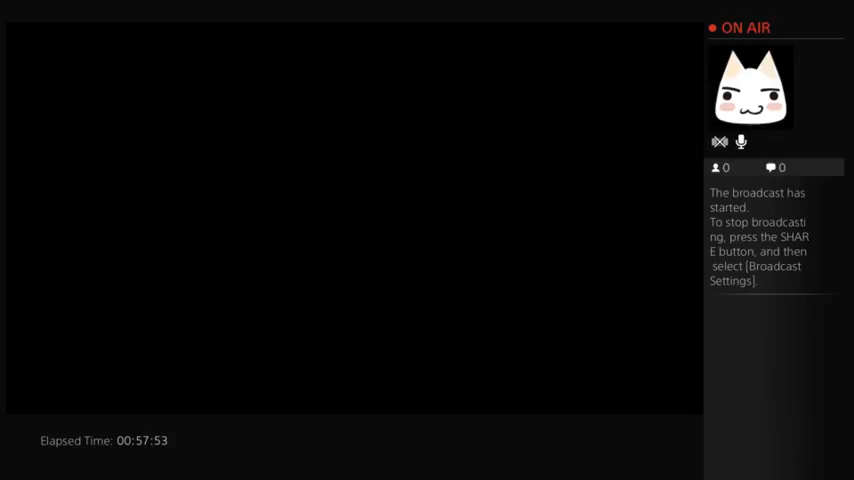 ON AIR
0 0
The broadcast has
started.
To stop broadcasti
ng, press the SHAR
E button, and then
select [Broadcast
Settings].
Elapsed Time: 00:57:53